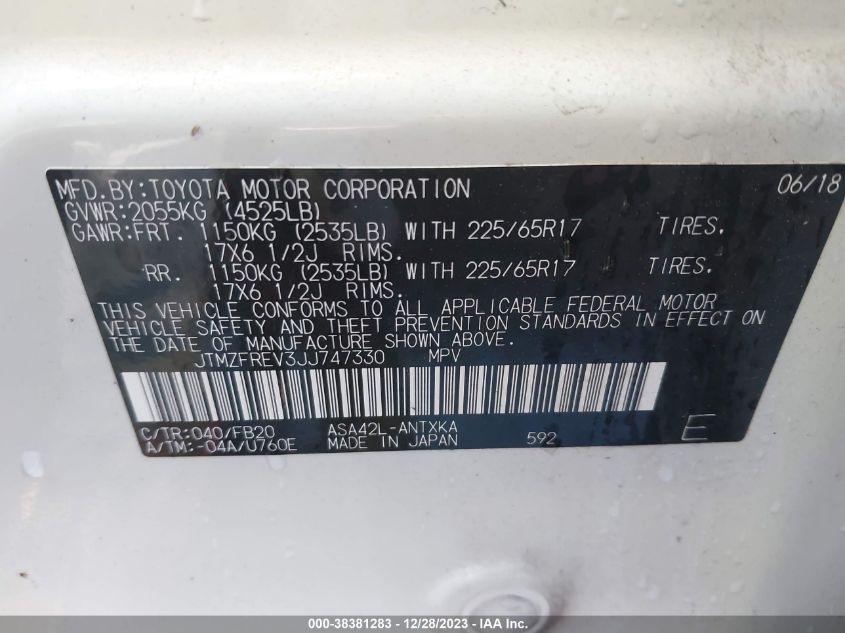 MFD.BY:TOYOTA MOTOR CORPORATION 06/18
GVWR:2055KG (4525LB)
GAWR:FRT. 1150KG (2535LB) WITH 225/65R17 TIRES.
17X6 1/2J RIMS.
RR. 1150KG (2535LB) WITH 225/65R17 TIRES.
17X6 1/2J RIMS.
THIS VEHICLE CONFORMS TO ALL APPLICABLE FEDERAL MOTOR
VEHICLE SAFETY AND THEFT PREVENTION STANDARDS IN EFFECT ON
THE DATE OF MANUFACTURE SHOWN ABOVE.
JTMZFREV3JJ747330 MPV
C/TR:040/FB20 ASA42L-ANTXKA
A/TM:-04A/U760E MADE IN JAPAN 592 E
000-38381283 - 12/28/2023 - IAA Inc.